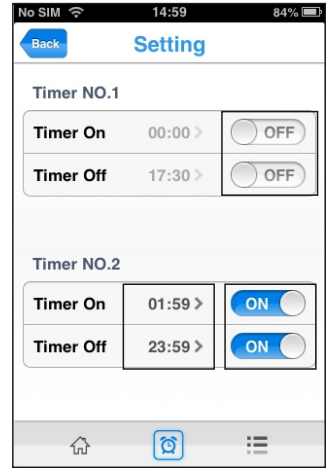 No SIM 14:59 84%
Back Setting
Timer NO.1
Timer On 00:00 > OFF
Timer Off 17:30 > OFF
Timer NO.2
Timer On 01:59 > ON
Timer Off 23:59 > ON